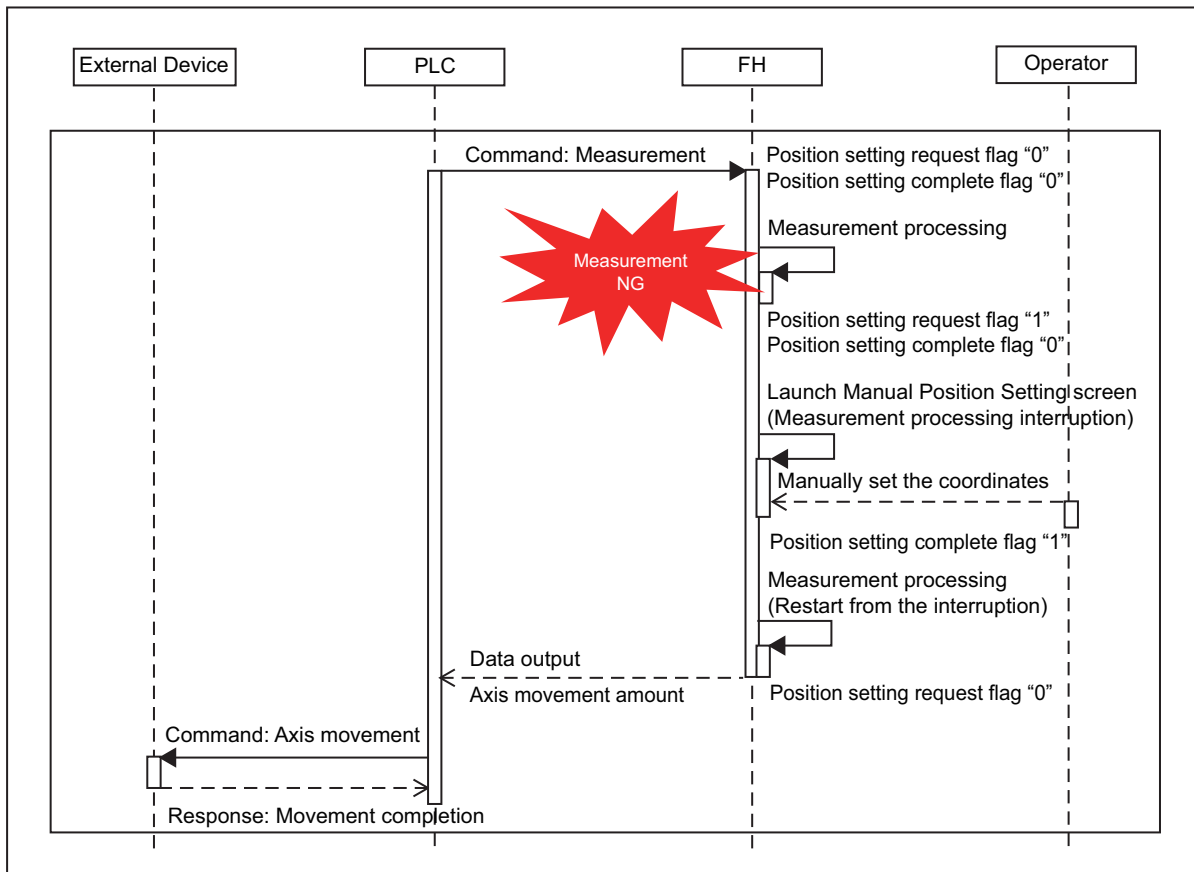 External Device
PLC
FH
Operator
Command: Measurement
Position setting request flag “0”
Position setting complete flag “0”
Measurement processing
Measurement
NG
Position setting request flag “1”
Position setting complete flag “0”
Launch Manual Position Setting screen
(Measurement processing interruption)
Manually set the coordinates
Position setting complete flag “1”
Measurement processing
(Restart from the interruption)
Data output
Axis movement amount
Position setting request flag “0”
Command: Axis movement
Response: Movement completion